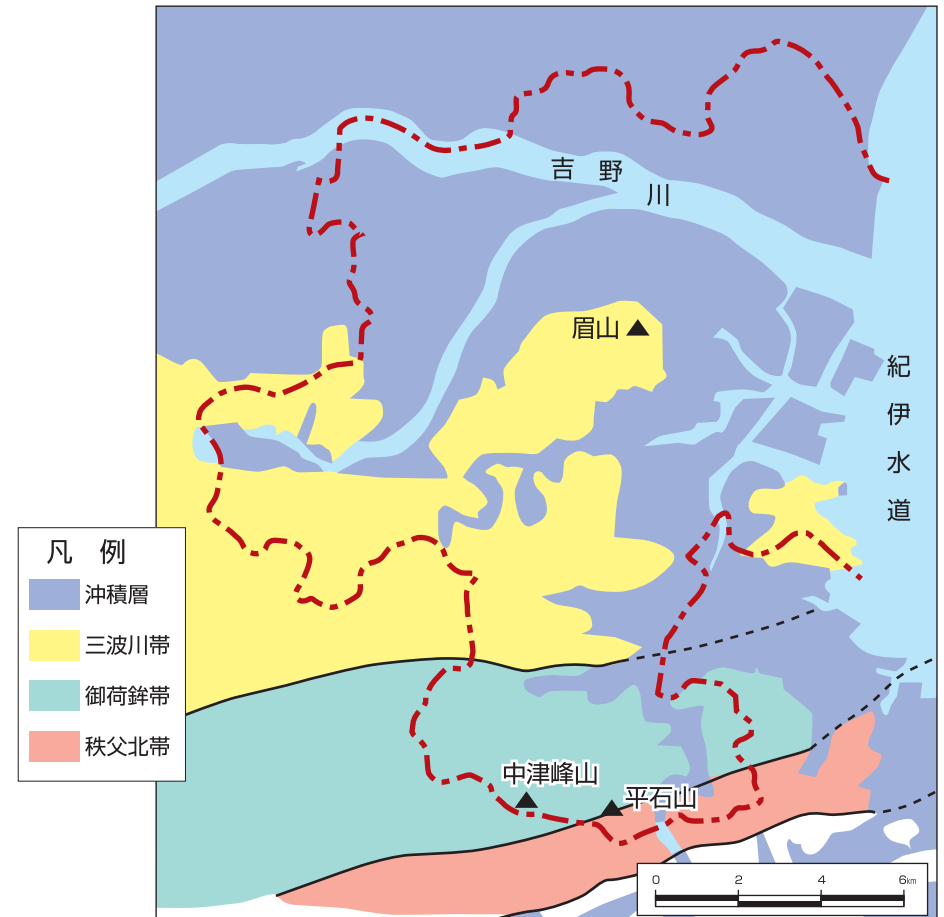 吉野川
眉山
紀伊水道
凡例
沖積層
三波川帯
御荷鉾帯
秩父北帯
中津峰山
平石山
0 2 4 6km